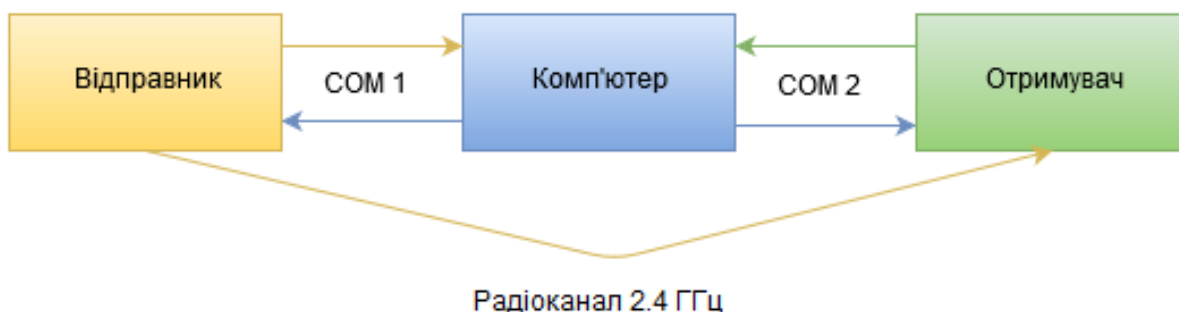 Відправник
COM 1
Комп'ютер
COM 2
Отримувач
Радіоканал 2.4 ГГц